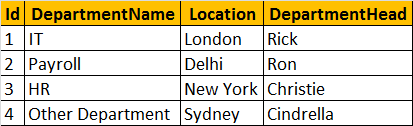 Id DepartmentName Location DepartmentHead
1 IT London Rick
2 Payroll Delhi Ron
3 HR New York Christie
4 Other Department Sydney Cindrella